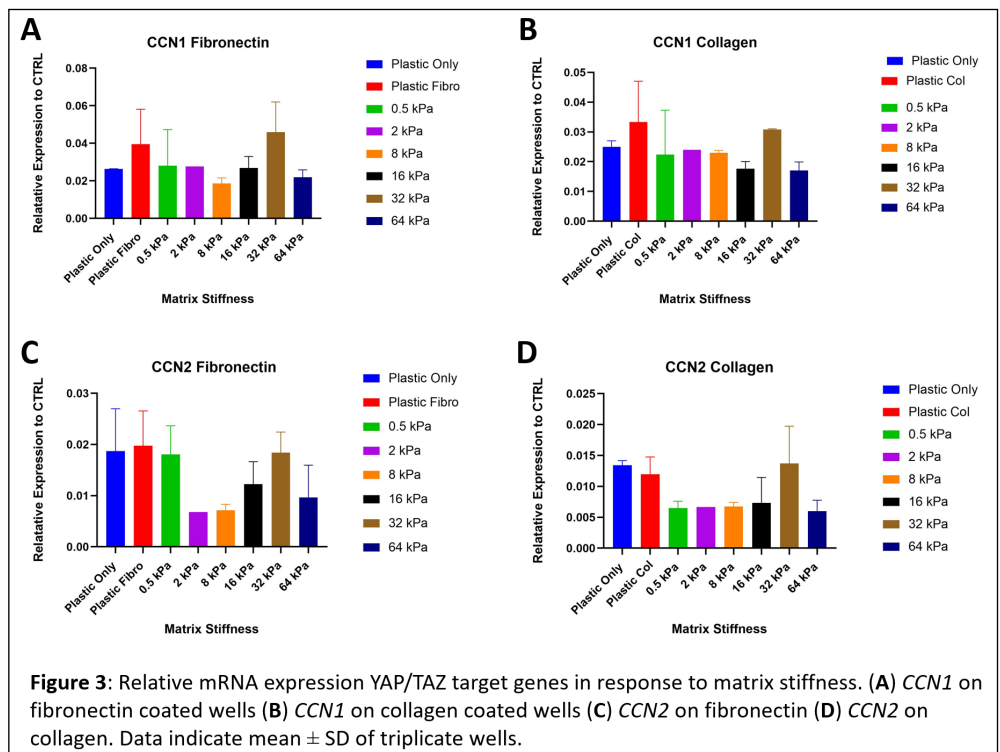 A
CCN1 Fibronectin
Relatative Expression to CTRL
0.08
0.06
0.04
0.02
0.00
Plastic Only
Plastic Fibro
0.5 kPa
2 kPa
8 kPa
16 kPa
32 kPa
64 kPa
Matrix Stiffness
Plastic Only
Plastic Fibro
0.5 kPa
2 kPa
8 kPa
16 kPa
32 kPa
64 kPa
B
CCN1 Collagen
Relatative Expression to CTRL
0.05
0.04
0.03
0.02
0.01
0.00
Plastic Only
Plastic Col
0.5 kPa
2 kPa
8 kPa
16 kPa
32 kPa
64 kPa
Matrix Stiffness
Plastic Only
Plastic Col
0.5 kPa
2 kPa
8 kPa
16 kPa
32 kPa
64 kPa
C
CCN2 Fibronectin
Relatative Expression to CTRL
0.03
0.02
0.01
0.00
Plastic Only
Plastic Fibro
0.5 kPa
2 kPa
8 kPa
16 kPa
32 kPa
64 kPa
Matrix Stiffness
Plastic Only
Plastic Fibro
0.5 kPa
2 kPa
8 kPa
16 kPa
32 kPa
64 kPa
D
CCN2 Collagen
Relatative Expression to CTRL
0.025
0.020
0.015
0.010
0.005
0.000
Plastic Only
Plastic Col
0.5 kPa
2 kPa
8 kPa
16 kPa
32 kPa
64 kPa
Matrix Stiffness
Plastic Only
Plastic Col
0.5 kPa
2 kPa
8 kPa
16 kPa
32 kPa
64 kPa
Figure 3: Relative mRNA expression YAP/TAZ target genes in response to matrix stiffness. (A) CCN1 on
fibronectin coated wells (B) CCN1 on collagen coated wells (C) CCN2 on fibronectin (D) CCN2 on
collagen. Data indicate mean ± SD of triplicate wells.